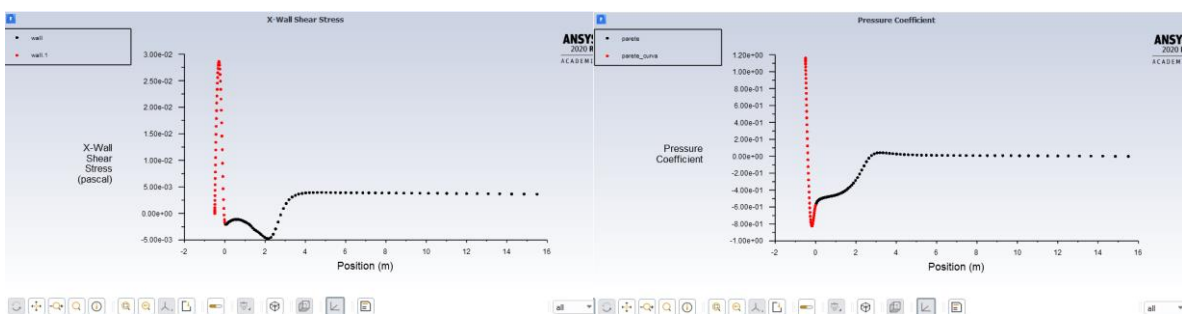 X-Wall Shear Stress
wall
wall:1
ANSYS
2020 R
ACADEMI
3.00e-02
2.50e-02
2.00e-02
1.50e-02
1.00e-02
5.00e-03
0.00e+00
-5.00e-03
X-Wall
Shear
Stress
(pascal)
-2
0
2
4
6
8
10
12
14
16
Position (m)
all
Pressure Coefficient
parete
parete_curva
ANSYS
2020 R
ACADEMI
1.20e+00
1.00e+00
8.00e-01
6.00e-01
4.00e-01
2.00e-01
0.00e+00
-2.00e-01
-4.00e-01
-6.00e-01
-8.00e-01
-1.00e+00
Pressure
Coefficient
-2
0
2
4
6
8
10
12
14
16
Position (m)
all